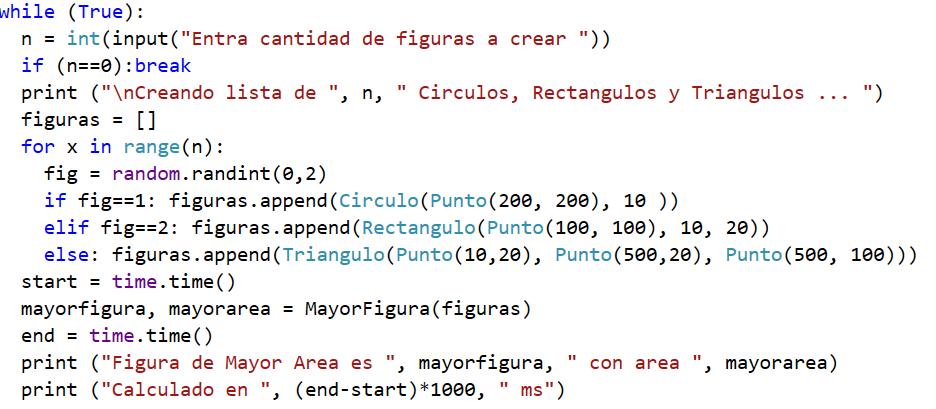 while (True):
  n = int(input("Entra cantidad de figuras a crear "))
  if (n==0):break
  print ("\nCreando lista de ", n, " Circulos, Rectangulos y Triangulos ... ")
  figuras = []
  for x in range(n):
    fig = random.randint(0,2)
    if fig==1: figuras.append(Circulo(Punto(200, 200), 10 ))
    elif fig==2: figuras.append(Rectangulo(Punto(100, 100), 10, 20))
    else: figuras.append(Triangulo(Punto(10,20), Punto(500,20), Punto(500, 100)))
  start = time.time()
  mayorfigura, mayorarea = MayorFigura(figuras)
  end = time.time()
  print ("Figura de Mayor Area es ", mayorfigura, " con area ", mayorarea)
  print ("Calculado en ", (end-start)*1000, " ms")